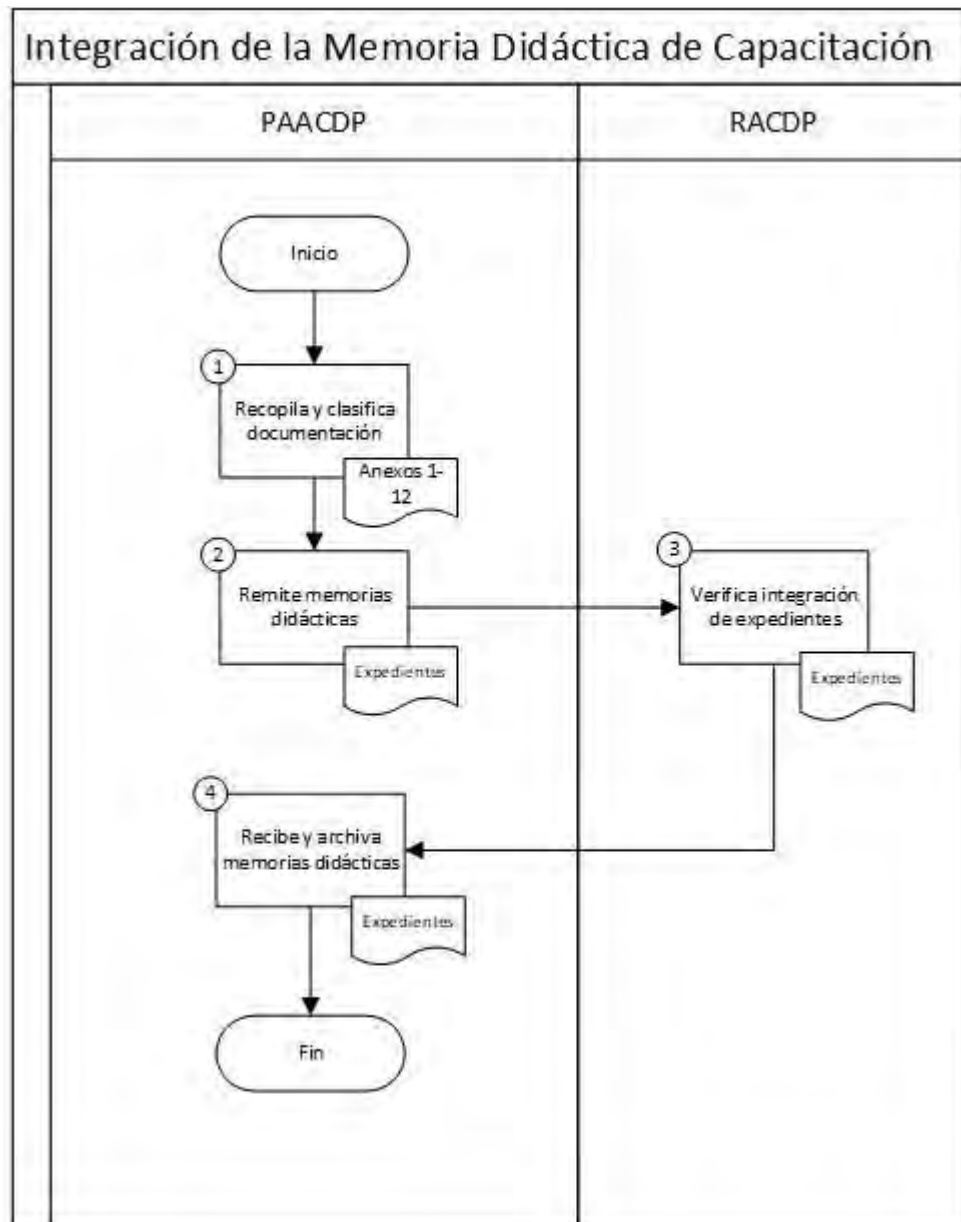 Integración de la Memoria Didáctica de Capacitación
PAACDP
RACDP
Inicio
1
Recopila y clasifica
documentación
Anexos 1-
12
2
Remite memorias
didácticas
Expedientes
3
Verifica integración
de expedientes
Expedientes
4
Recibe y archiva
memorias didácticas
Expedientes
Fin